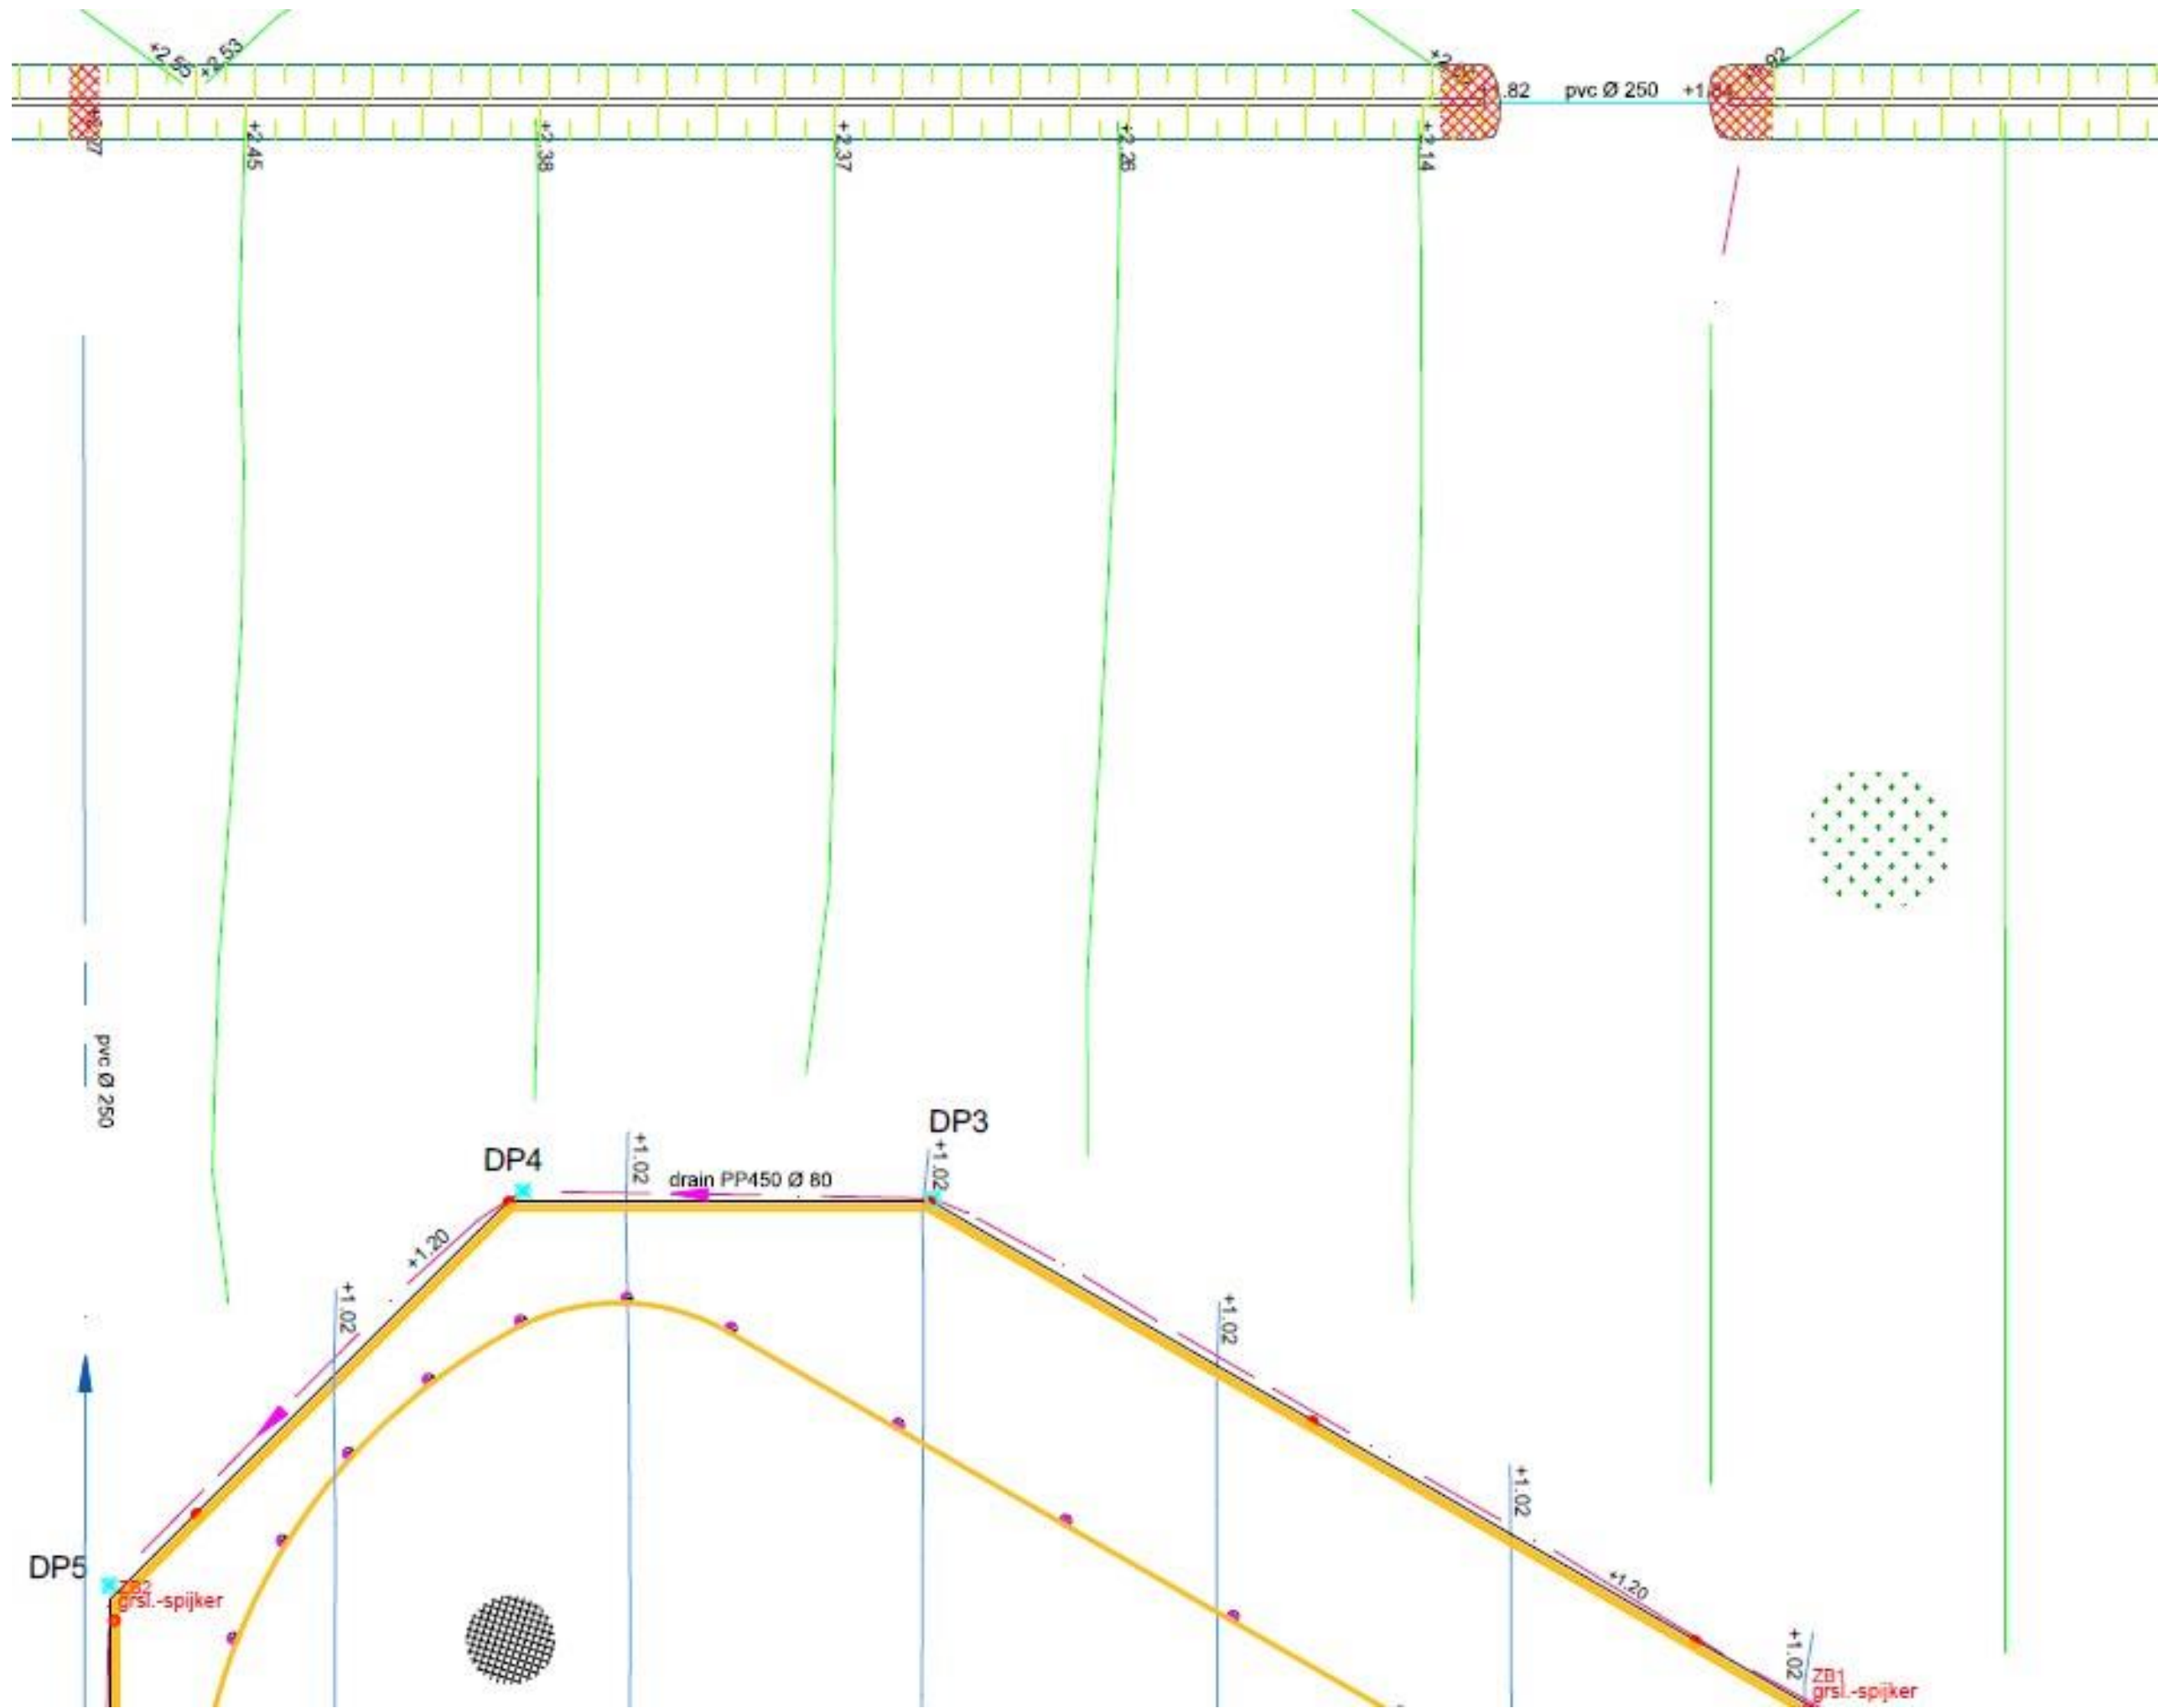 +2.55
+2.53
.82
pvc Ø 250
+2.45
+2.38
+2.37
+2.26
+2.14
pvc Ø 250
DP3
+1.02
DP4
+1.02
drain PP450 Ø 80
+1.20
+1.02
+1.02
+1.02
DP5
ZB2
grsl.-spijker
+1.20
+1.02
ZB1
grsl.-spijker